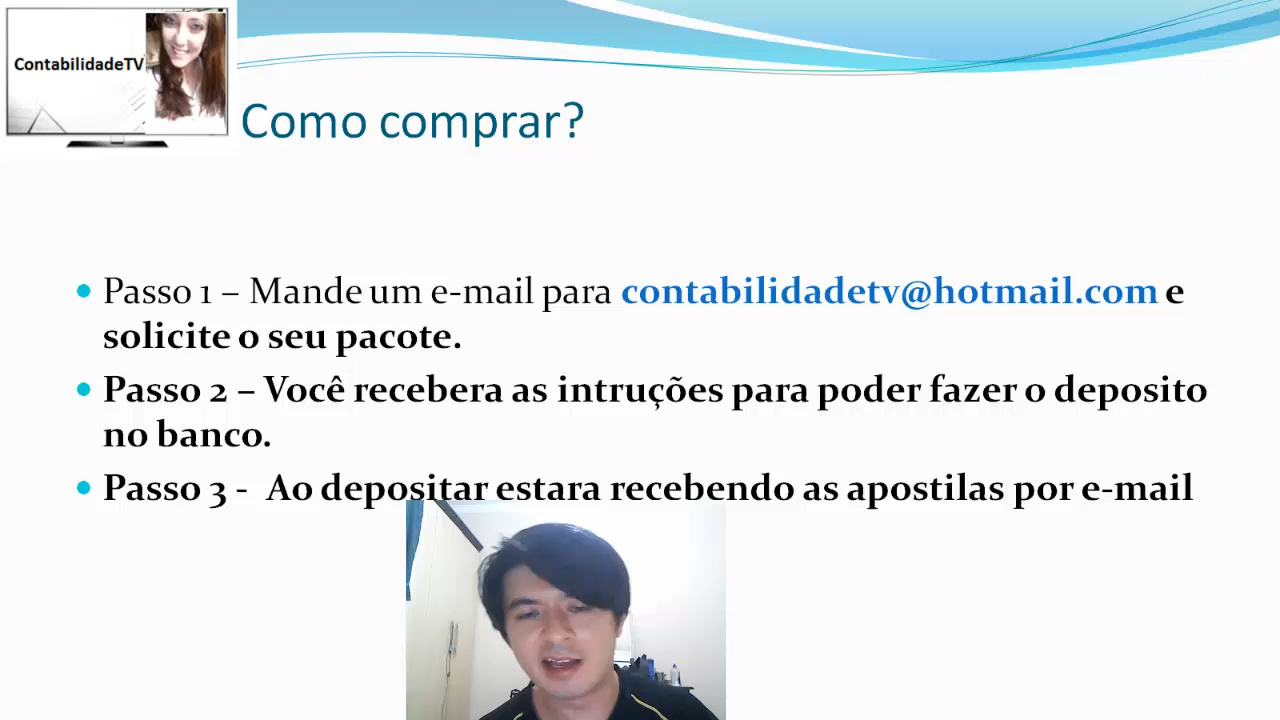 ContabilidadeTV
Como comprar?
Passo 1 – Mande um e-mail para contabilidadetv@hotmail.com e
solicite o seu pacote.
Passo 2 – Você recebera as intruções para poder fazer o deposito
no banco.
Passo 3 - Ao depositar estara recebendo as apostilas por e-mail